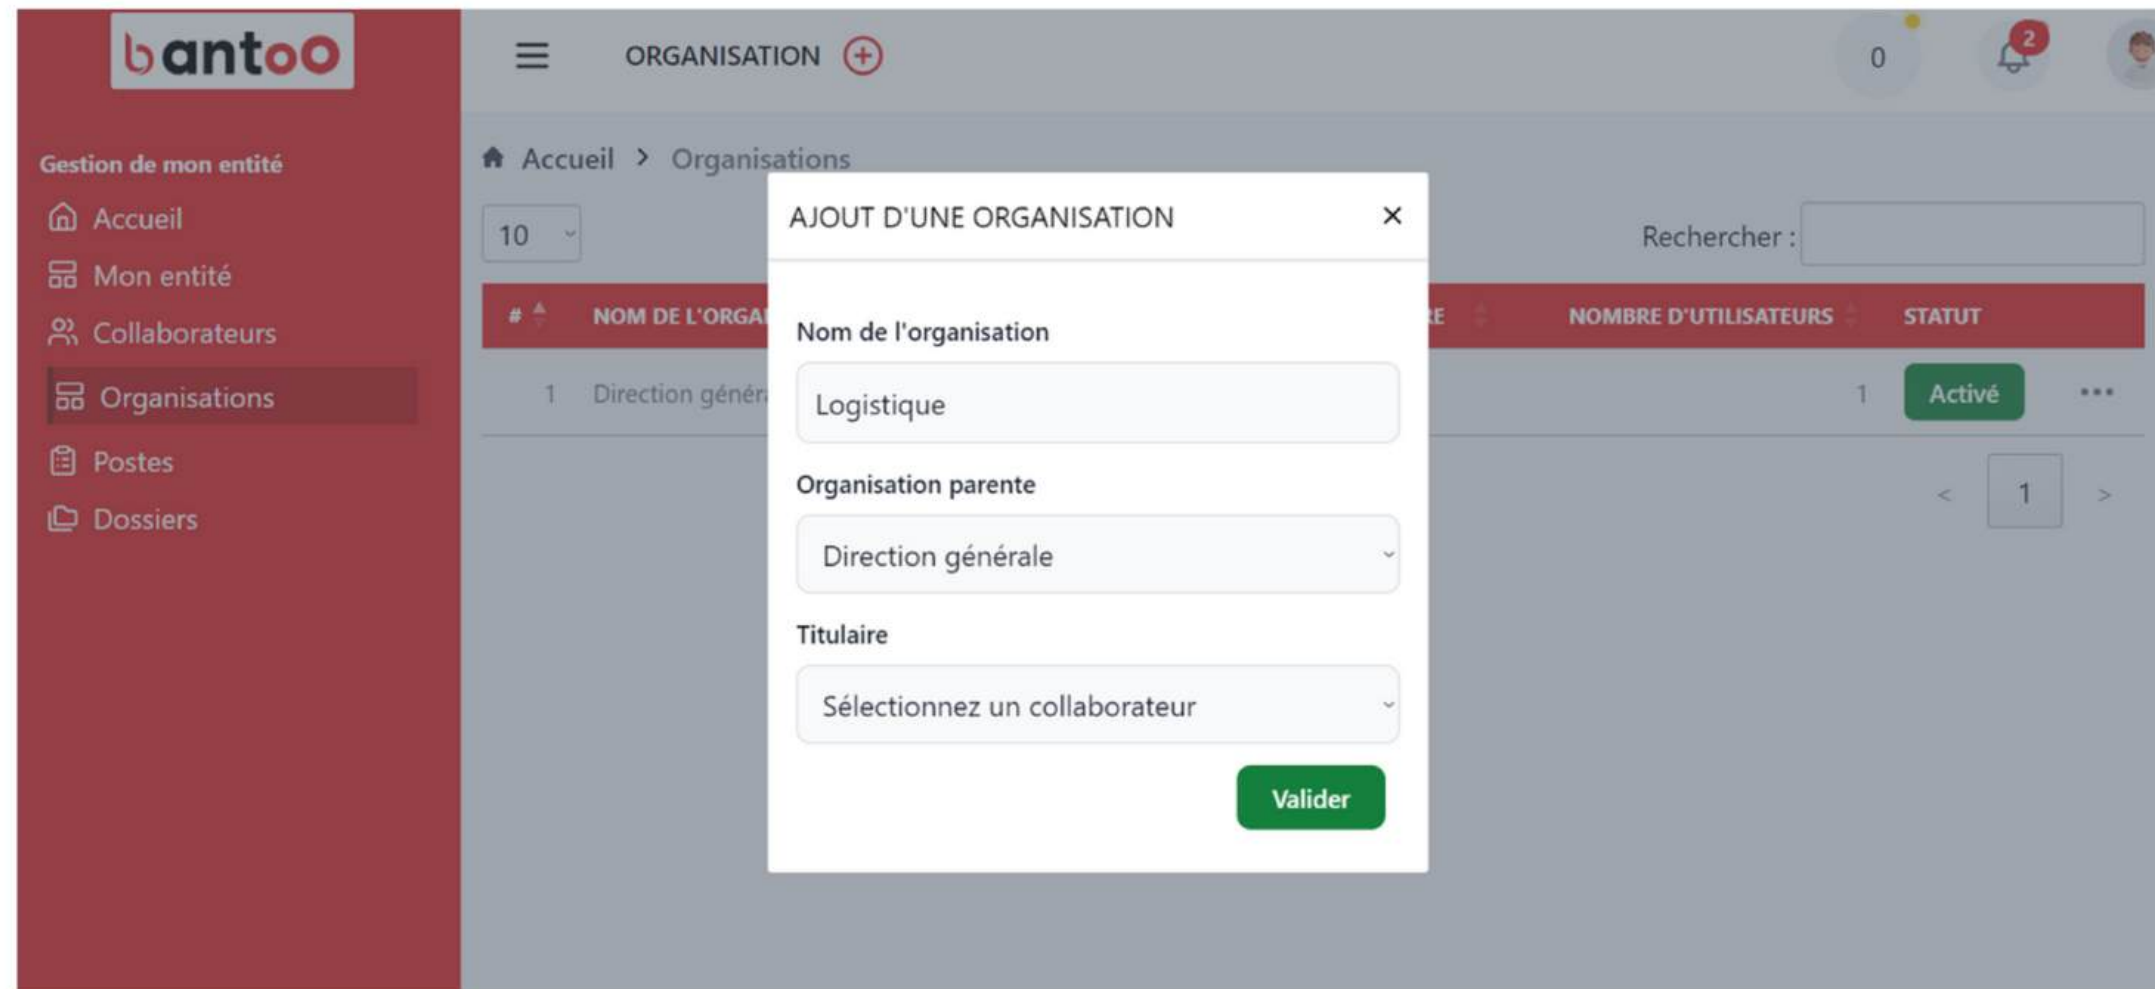 bantoo
ORGANISATION
0
2
Gestion de mon entité
Accueil
Mon entité
Collaborateurs
Organisations
Postes
Dossiers
Accueil > Organisations
10
Rechercher :
# NOM DE L'ORGA
NOMBRE D'UTILISATEURS STATUT
1 Direction génér
1 Activé ...
< 1 >
AJOUT D'UNE ORGANISATION ×
Nom de l'organisation
Logistique
Organisation parente
Direction générale
Titulaire
Sélectionnez un collaborateur
Valider